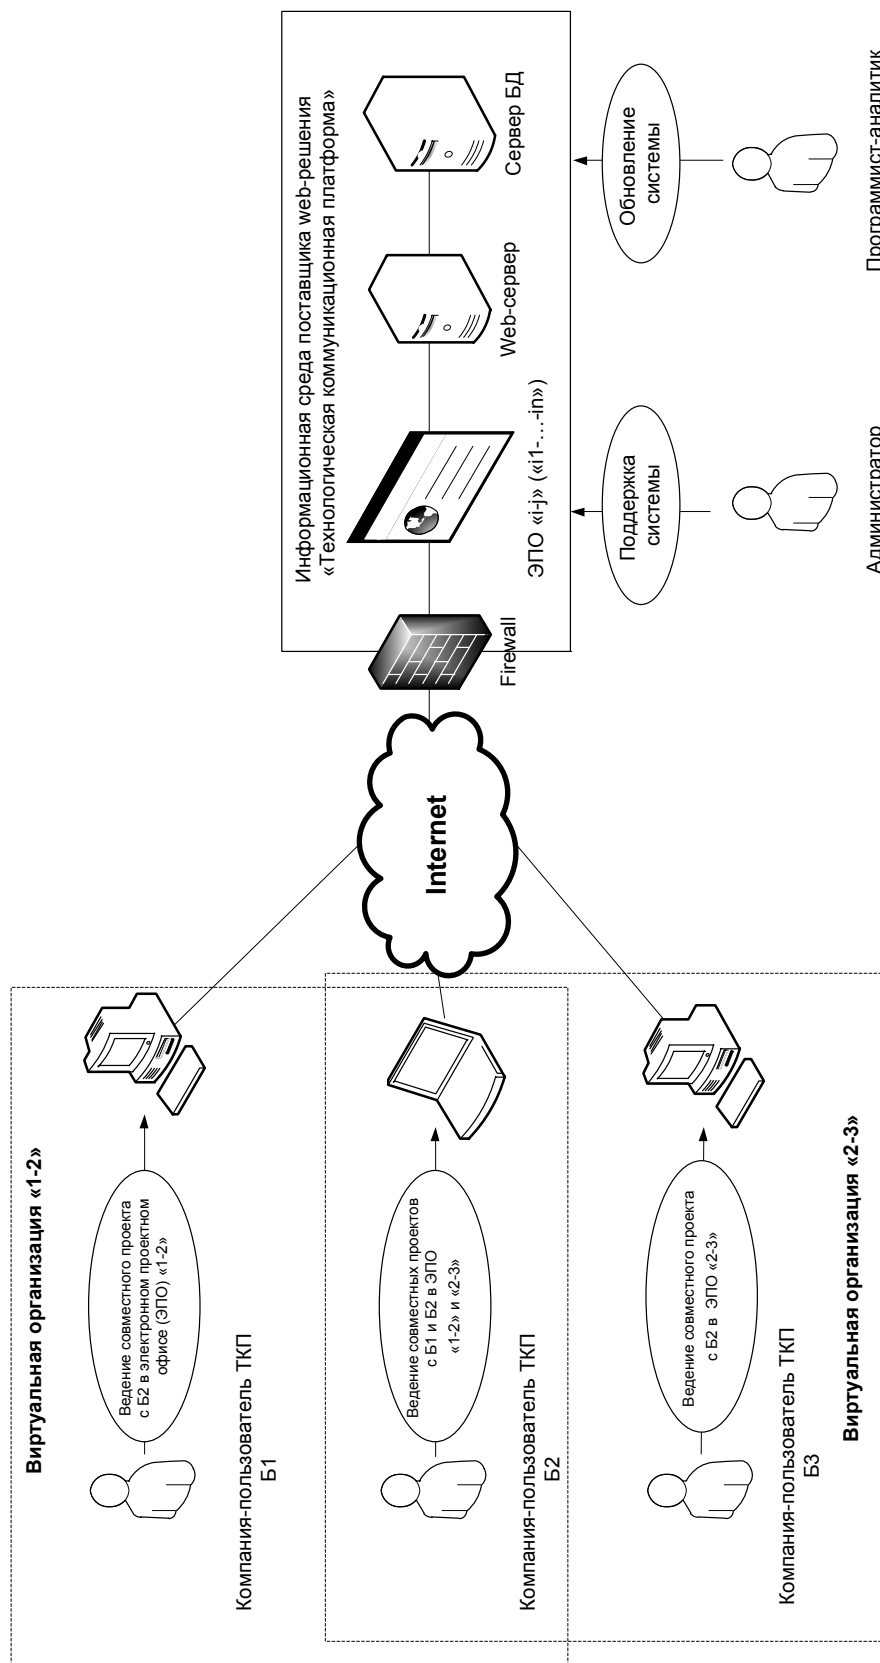 Виртуальная организация «1-2»
Ведение совместного проекта
с Б2 в электронном проектном
офисе (ЭПО) «1-2»
Компания-пользователь ТКП
Б1
Ведение совместных проектов
с Б1 и Б2 в ЭПО
«1-2» и «2-3»
Компания-пользователь ТКП
Б2
Ведение совместного проекта
с Б2 в ЭПО «2-3»
Компания-пользователь ТКП
Б3
Виртуальная организация «2-3»
Internet
Firewall
Информационная среда поставщика web-решения
«Технологическая коммуникационная платформа»
ЭПО «i-j» («i1-…-in»)
Web-сервер
Сервер БД
Поддержка
системы
Администратор
Обновление
системы
Программист-аналитик